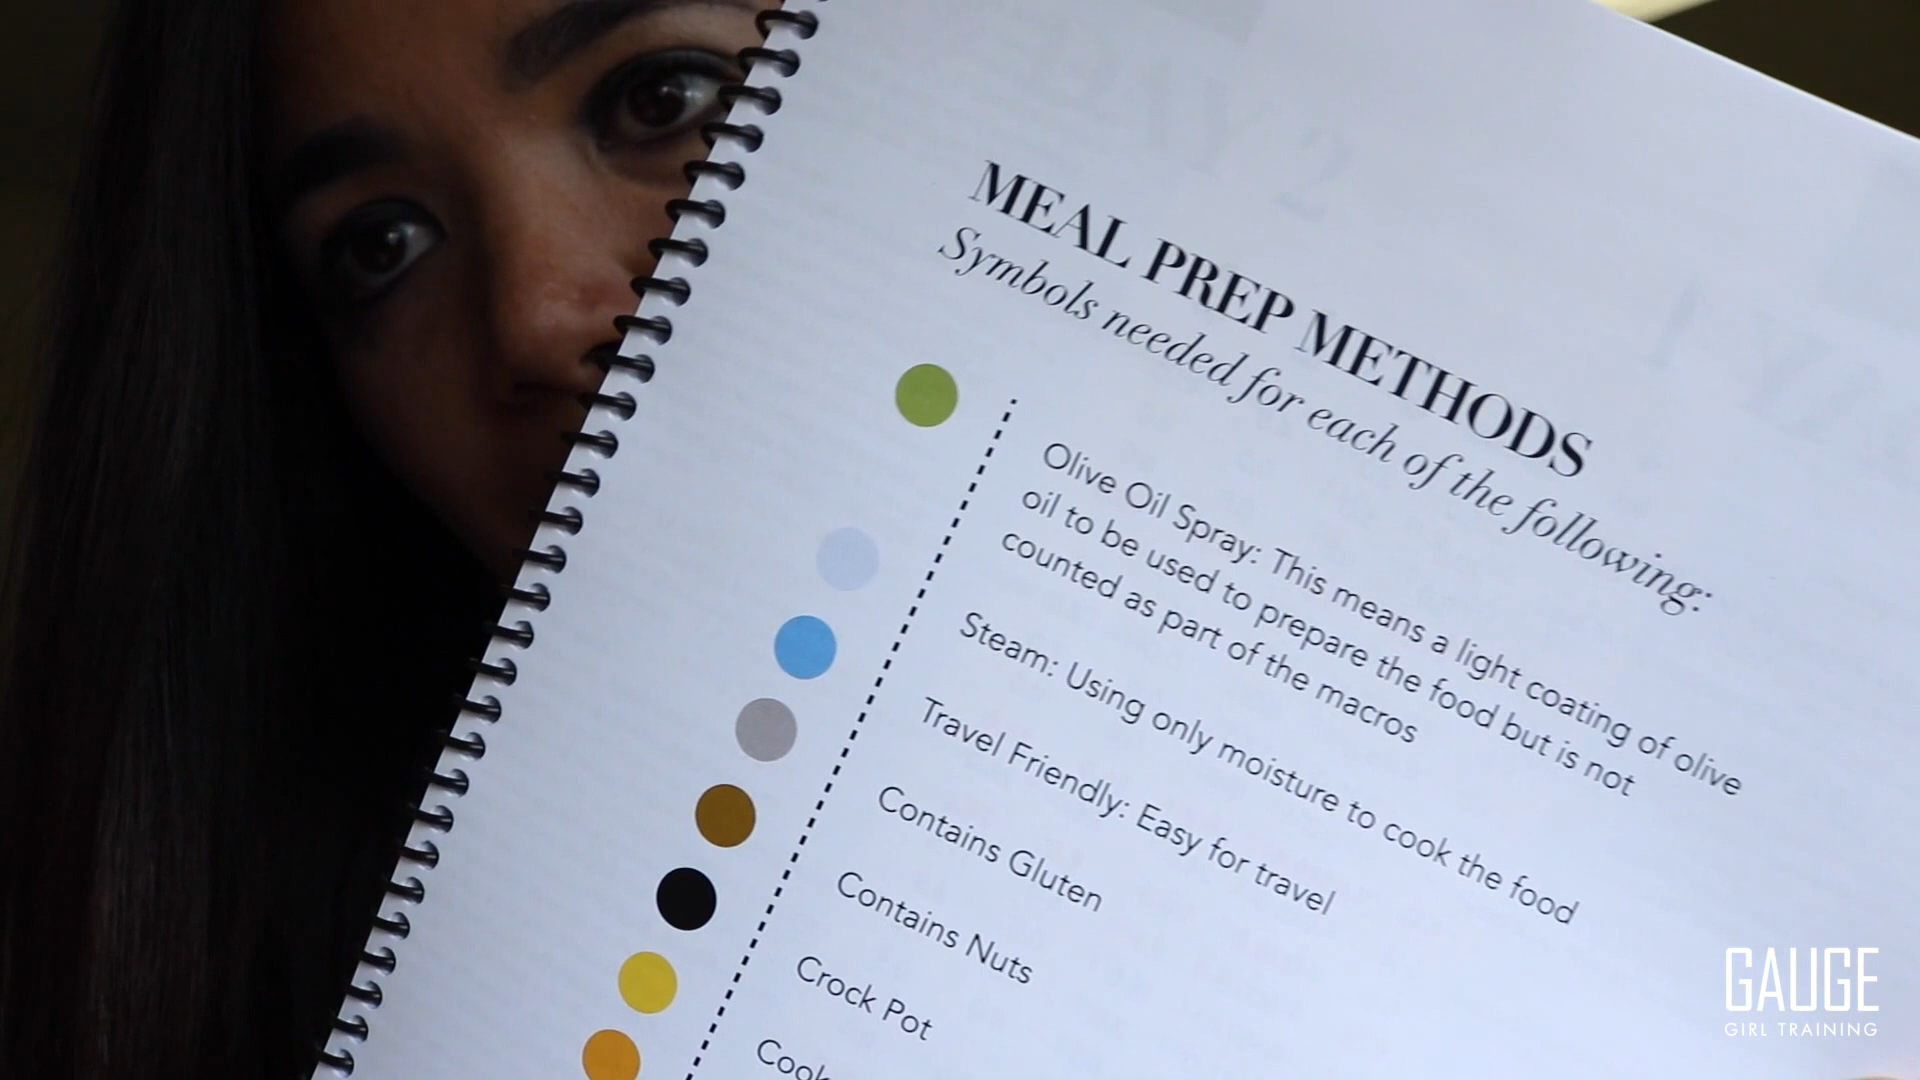 MEAL PREP METHODS
Symbols needed for each of the following:
Olive Oil Spray: This means a light coating of olive
oil to be used to prepare the food but is not
counted as part of the macros
Steam: Using only moisture to cook the food
Travel Friendly: Easy for travel
Contains Gluten
Contains Nuts
Crock Pot
GAUGE
GIRL TRAINING